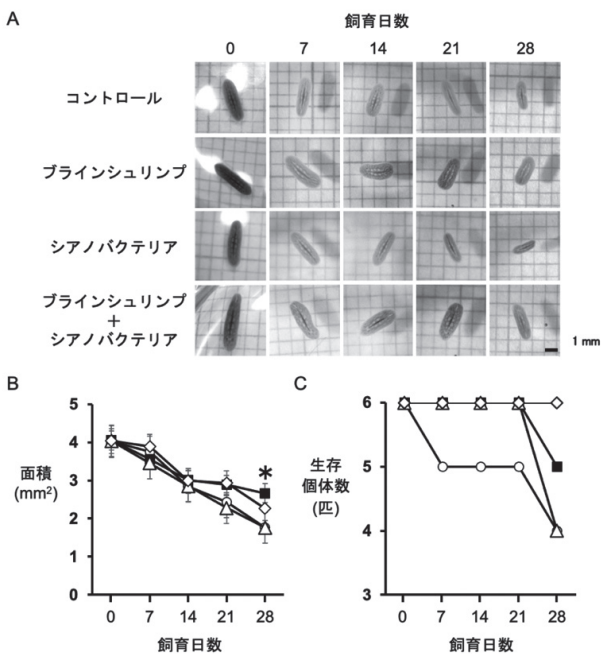 A
飼育日数
0 7 14 21 28
コントロール
ブラインシュリンプ
シアノバクテリア
ブラインシュリンプ
+
シアノバクテリア
1 mm
B
面積
(mm²)
5
4
3
2
1
0
*
0 7 14 21 28
飼育日数
C
生存
個体数
(匹)
6
5
4
3
0 7 14 21 28
飼育日数